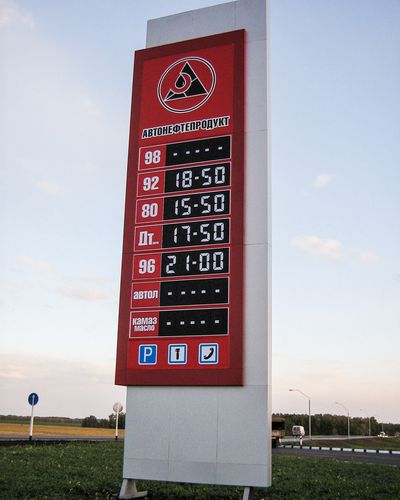 АВТОНЕФТЕПРОДУКТ
98 - - - -
92 18-50
80 15-50
Дт.. 17-50
96 21-00
автол - - - - -
камаз
масло - - - - -
P